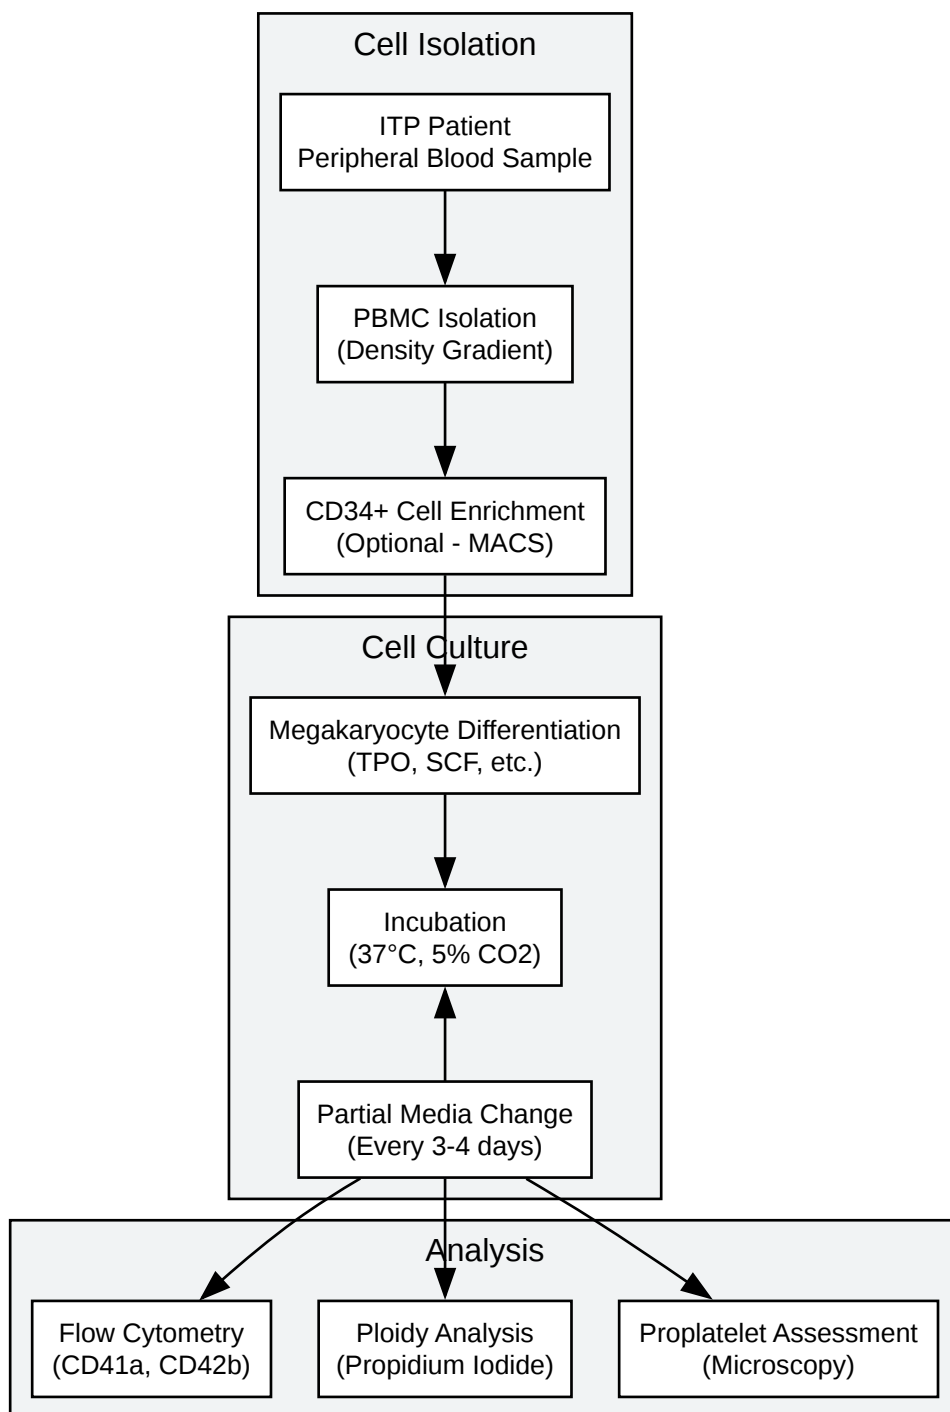 Cell Isolation
ITP Patient
Peripheral Blood Sample
PBMC Isolation
(Density Gradient)
CD34+ Cell Enrichment
(Optional - MACS)
Cell Culture
Megakaryocyte Differentiation
(TPO, SCF, etc.)
Incubation
(37°C, 5% CO2)
Partial Media Change
(Every 3-4 days)
Analysis
Flow Cytometry
(CD41a, CD42b)
Ploidy Analysis
(Propidium Iodide)
Proplatelet Assessment
(Microscopy)